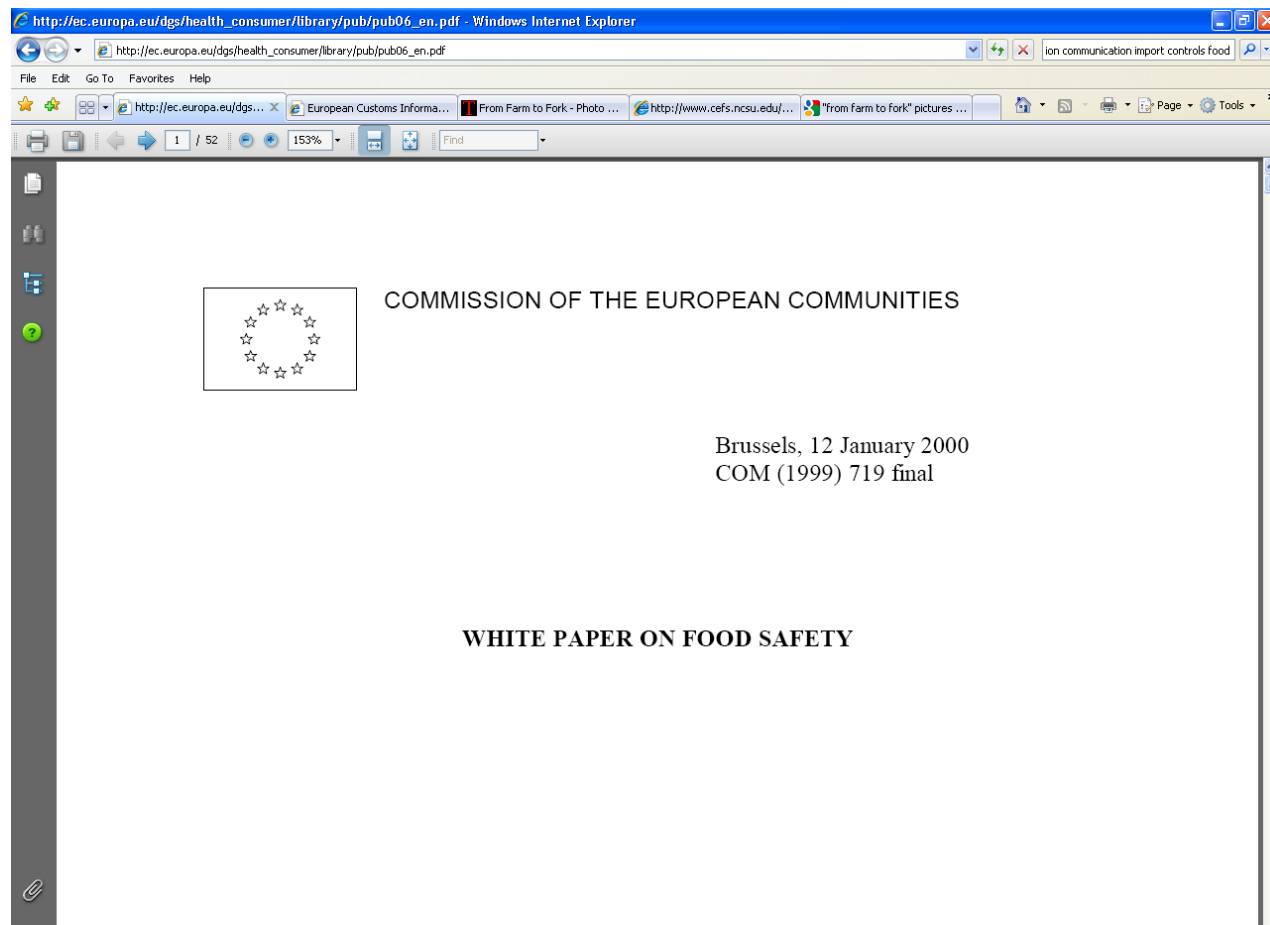 http://ec.europa.eu/dgs/health_consumer/library/pub/pub06_en.pdf - Windows Internet Explorer
http://ec.europa.eu/dgs/health_consumer/library/pub/pub06_en.pdf
ion communication import controls food
File Edit Go To Favorites Help
http://ec.europa.eu/dgs... European Customs Informa... From Farm to Fork - Photo ... http://www.cefs.ncsu.edu/... "from farm to fork" pictures ... Page Tools
1 / 52 153% Find
COMMISSION OF THE EUROPEAN COMMUNITIES
Brussels, 12 January 2000
COM (1999) 719 final
WHITE PAPER ON FOOD SAFETY